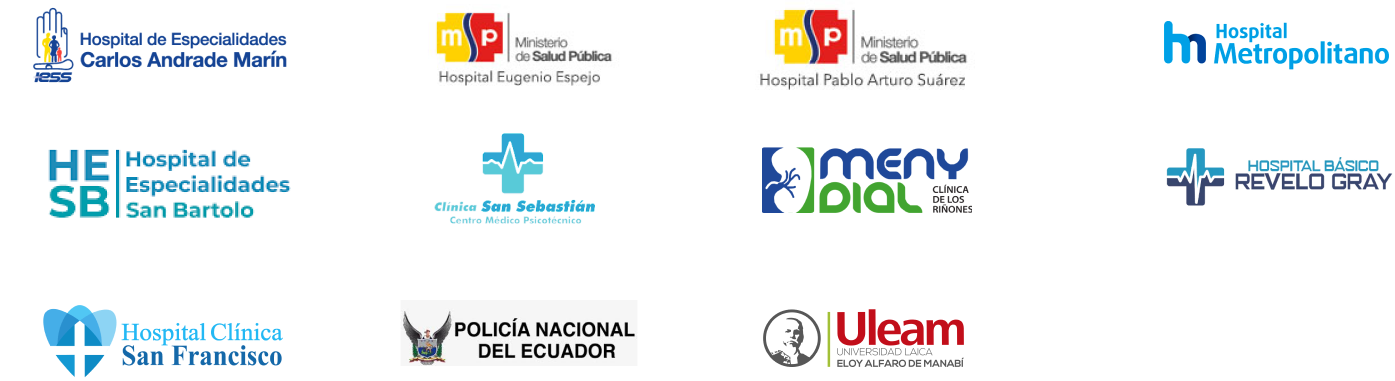 iess
Hospital de Especialidades
Carlos Andrade Marín
msp
Ministerio
de Salud Pública
Hospital Eugenio Espejo
msp
Ministerio
de Salud Pública
Hospital Pablo Arturo Suárez
hm
Hospital
Metropolitano
HE
SB
Hospital de
Especialidades
San Bartolo
Clínica San Sebastián
Centro Médico Psicotécnico
MENY
DIAL
CLÍNICA
DE LOS
RIÑONES
HOSPITAL BÁSICO
REVELO GRAY
Hospital Clínica
San Francisco
POLICÍA NACIONAL
DEL ECUADOR
Uleam
UNIVERSIDAD LAICA
ELOY ALFARO DE MANABÍ